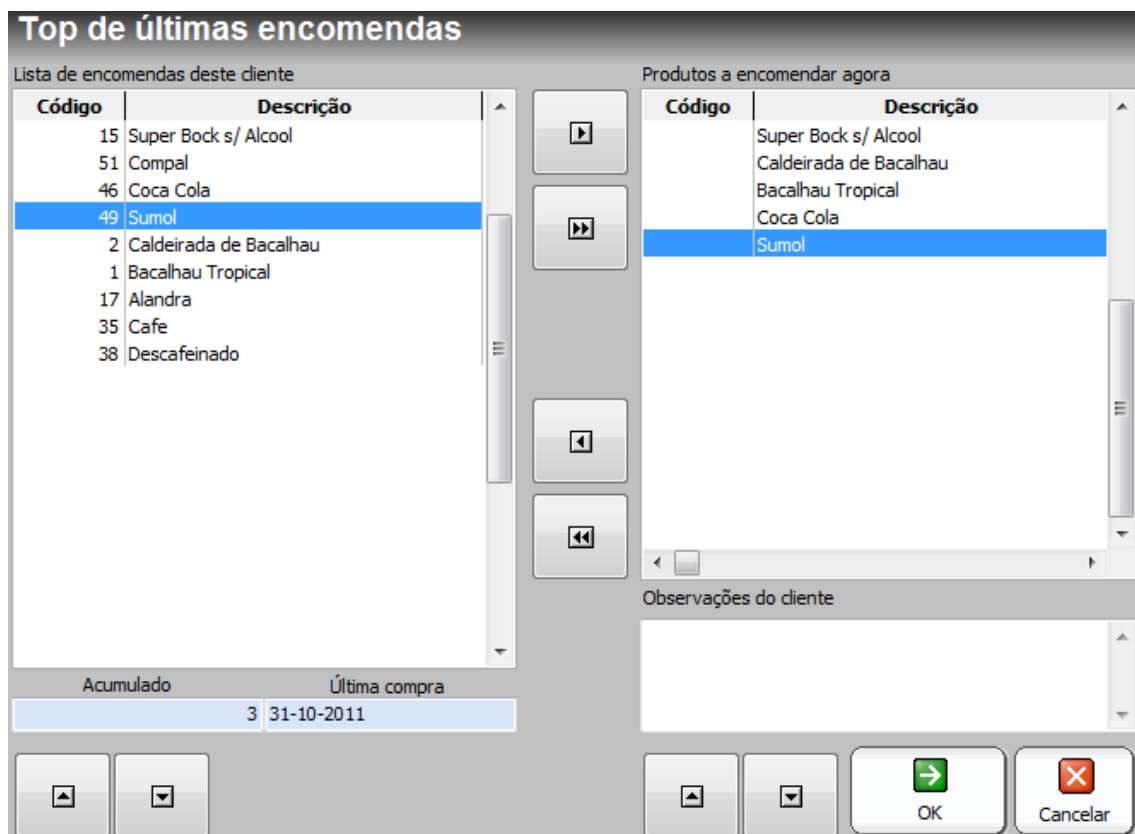 Top de últimas encomendas
Lista de encomendas deste cliente
Código Descrição
15 Super Bock s/ Alcool
51 Compal
46 Coca Cola
49 Sumol
2 Caldeirada de Bacalhau
1 Bacalhau Tropical
17 Alandra
35 Cafe
38 Descafeinado
Acumulado Última compra
3 31-10-2011
Produtos a encomendar agora
Código Descrição
Super Bock s/ Alcool
Caldeirada de Bacalhau
Bacalhau Tropical
Coca Cola
Sumol
Observações do cliente
OK
Cancelar